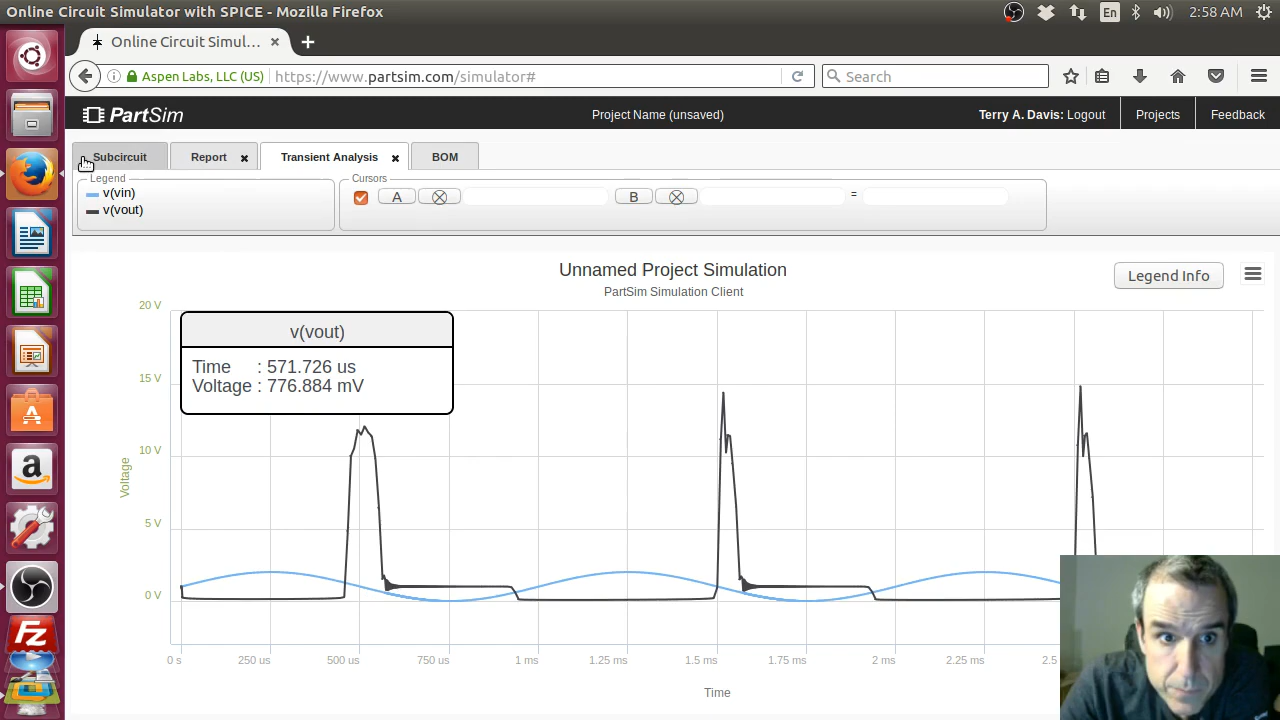 Online Circuit Simulator with SPICE - Mozilla Firefox
En
2:58 AM
Online Circuit Simul...
Aspen Labs, LLC (US)
https://www.partsim.com/simulator#
Search
PartSim
Project Name (unsaved)
Terry A. Davis: Logout
Projects
Feedback
Subcircuit
Report
Transient Analysis
BOM
Legend
v(vin)
v(vout)
Cursors
A
B
=
Unnamed Project Simulation
PartSim Simulation Client
Legend Info
v(vout)
Time : 571.726 us
Voltage : 776.884 mV
20 V
15 V
10 V
5 V
0 V
Voltage
0 s
250 us
500 us
750 us
1 ms
1.25 ms
1.5 ms
1.75 ms
2 ms
2.25 ms
2.5
Time